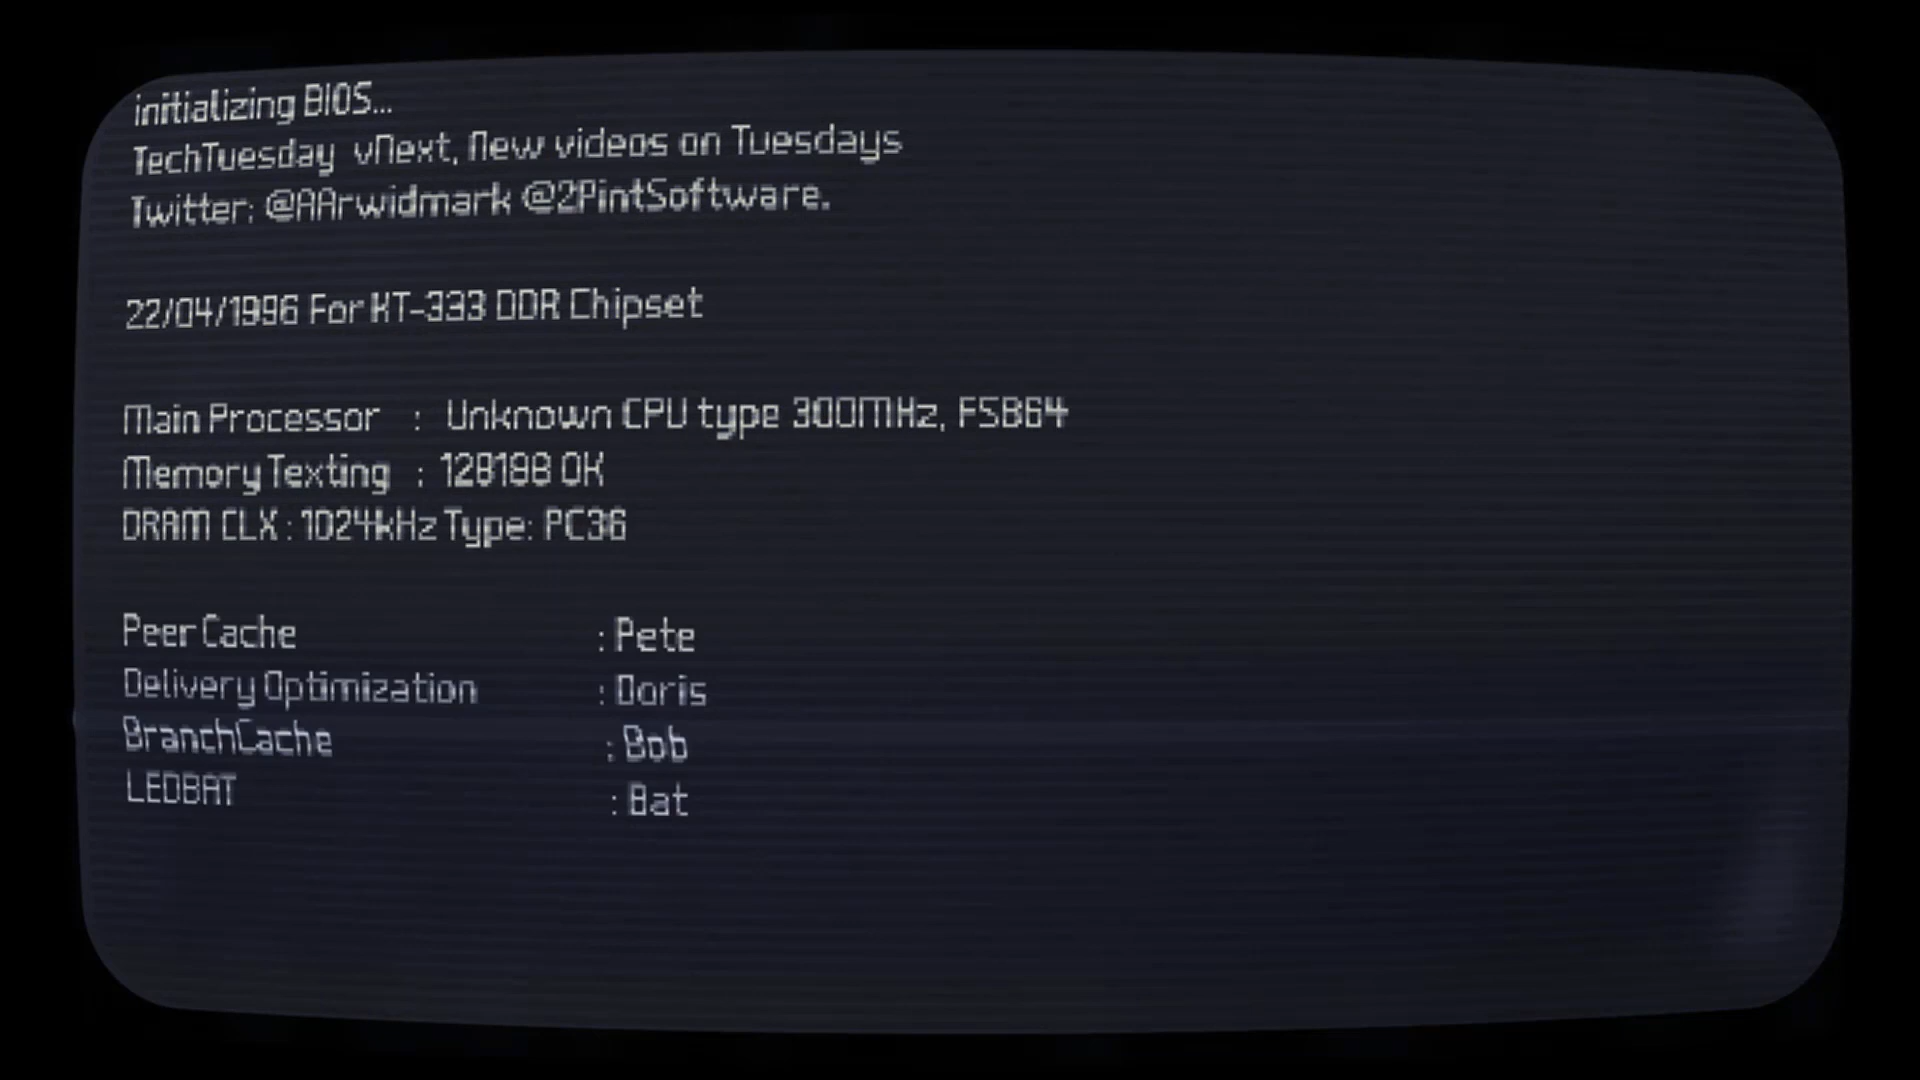 initializing BIOS...
TechTuesday vNext, New videos on Tuesdays
Twitter: @AArwidmark @2PintSoftware.
22/04/1996 For KT-333 DDR Chipset
Main Processor : Unknown CPU type 300MHz, FSB64
Memory Texting : 128188 OK
DRAM CLX : 1024kHz Type: PC36
Peer Cache : Pete
Delivery Optimization : Doris
BranchCache : Bob
LEDBAT : Bat